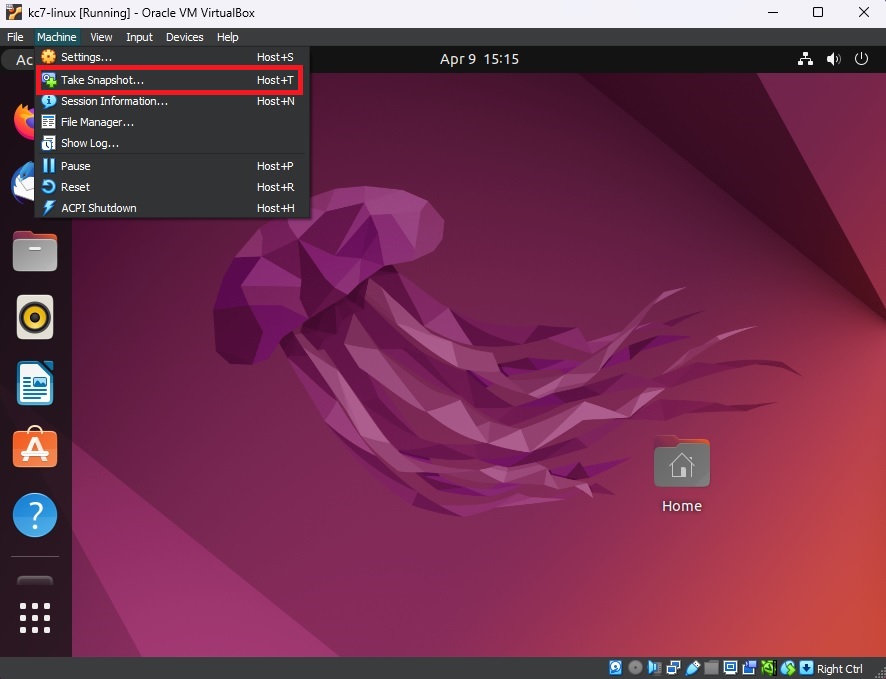 kc7-linux [Running] - Oracle VM VirtualBox
File Machine View Input Devices Help
Ac
Apr 9 15:15
Settings... Host+S
Take Snapshot... Host+T
Session Information... Host+N
File Manager...
Show Log...
Pause Host+P
Reset Host+R
ACPI Shutdown Host+H
Home
Right Ctrl